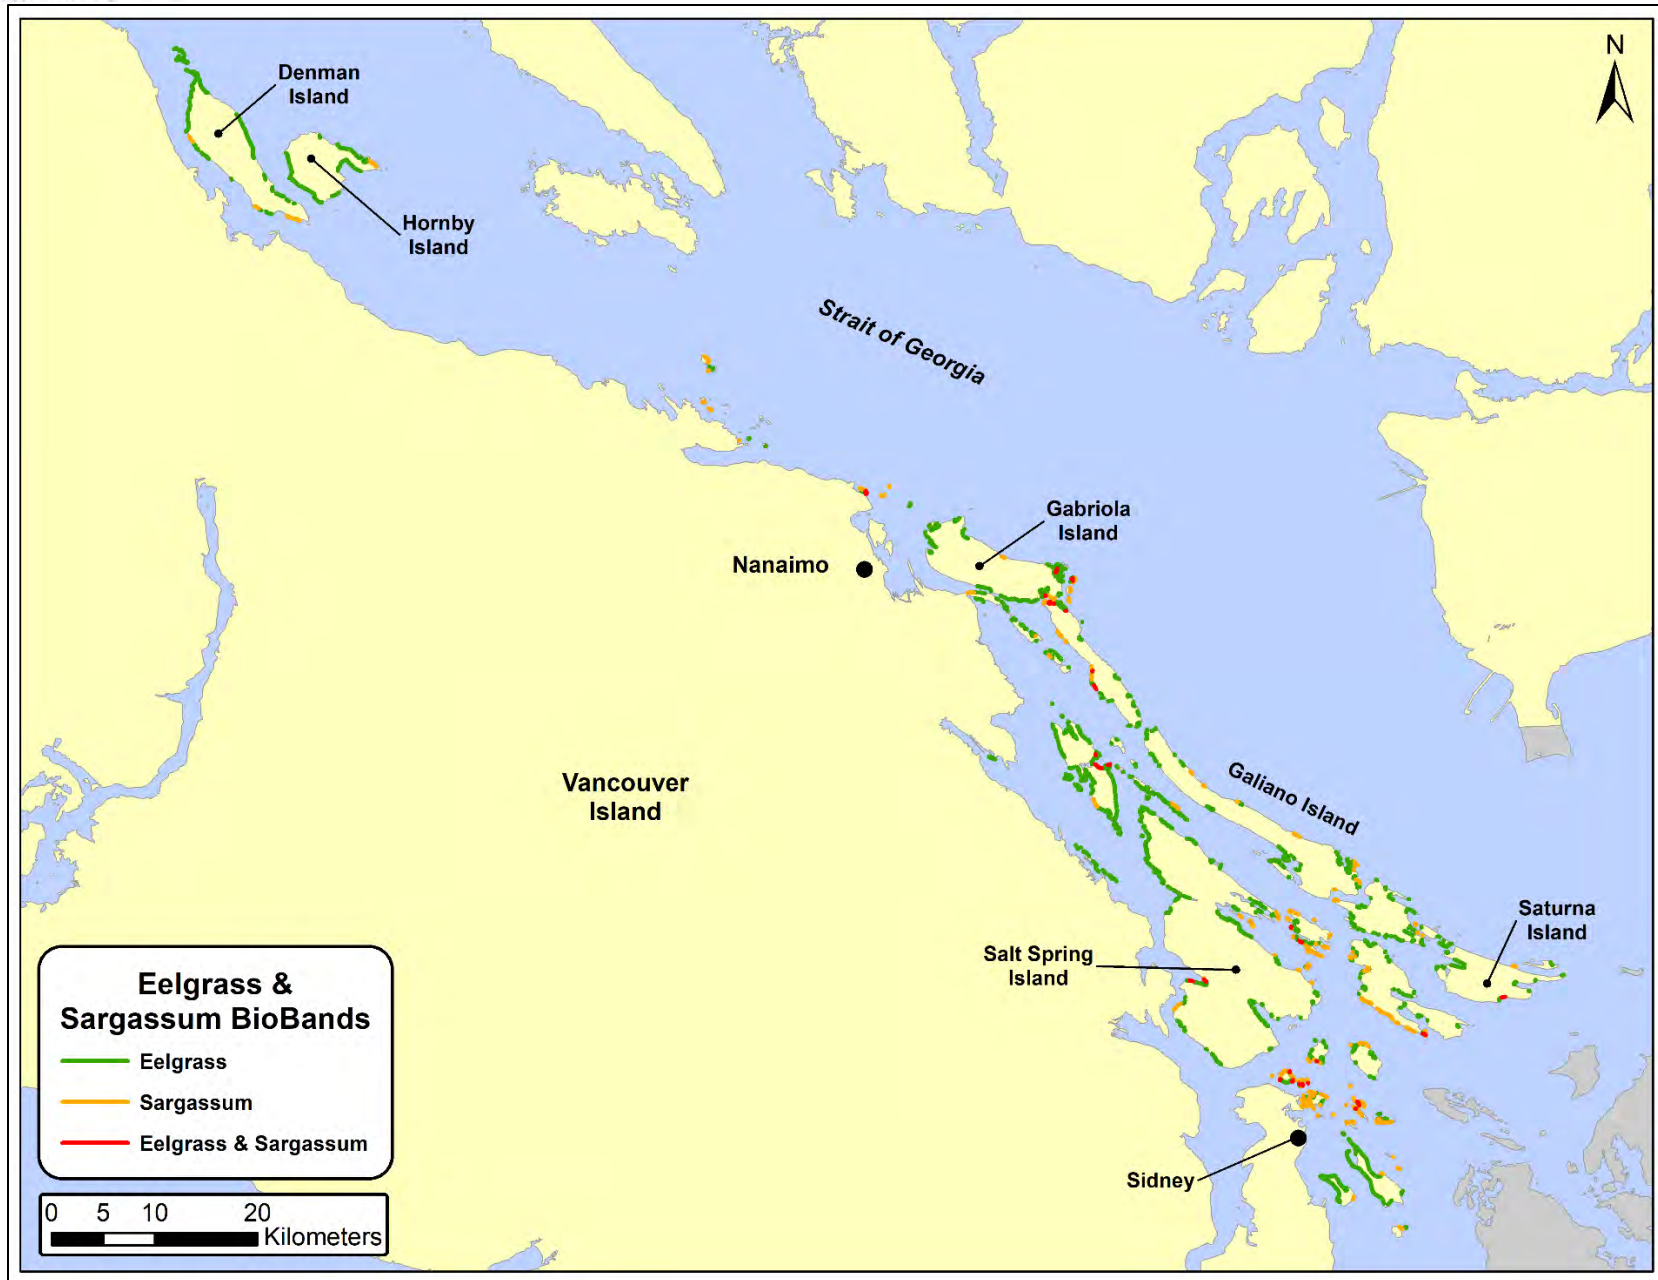 N
Denman
Island
Hornby
Island
Strait of Georgia
Gabriola
Island
Nanaimo
Vancouver
Island
Galiano Island
Saturna
Island
Salt Spring
Island
Sidney
Eelgrass &
Sargassum BioBands
Eelgrass
Sargassum
Eelgrass & Sargassum
0 5 10 20
Kilometers